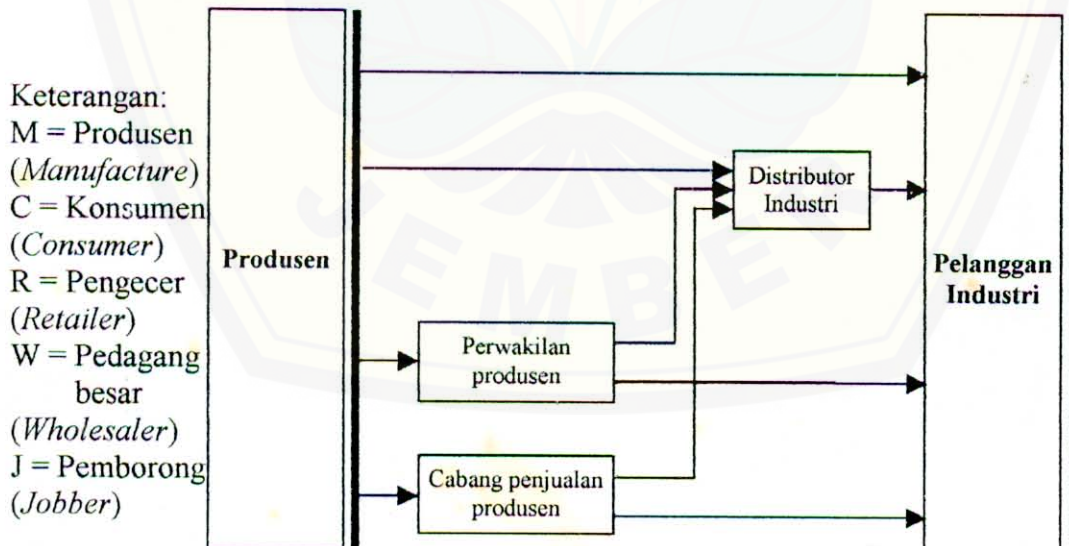 Keterangan:
M = Produsen
(Manufacture)
C = Konsumen
(Consumer)
R = Pengecer
(Retailer)
W = Pedagang
besar
(Wholesaler)
J = Pemborong
(Jobber)
Produsen
Distributor
Industri
Perwakilan
produsen
Cabang penjualan
produsen
Pelanggan
Industri
JEMBER